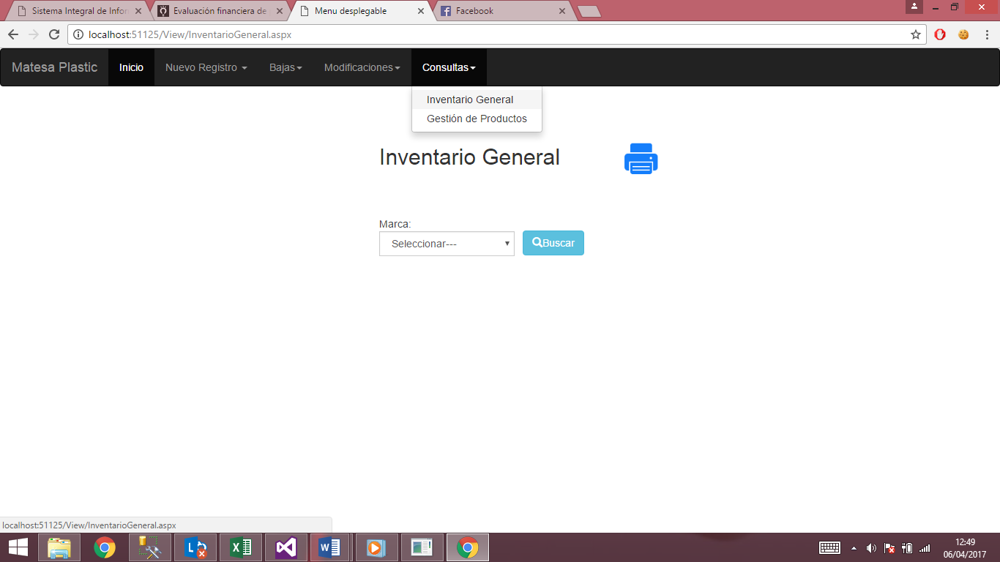 Sistema Integral de Infor
Evaluación financiera de
Menu desplegable
Facebook
localhost:51125/View/InventarioGeneral.aspx
Matesa Plastic
Inicio
Nuevo Registro
Bajas
Modificaciones
Consultas
Inventario General
Gestión de Productos
Inventario General
Marca:
Seleccionar---
Buscar
localhost:51125/View/InventarioGeneral.aspx
12:49
06/04/2017